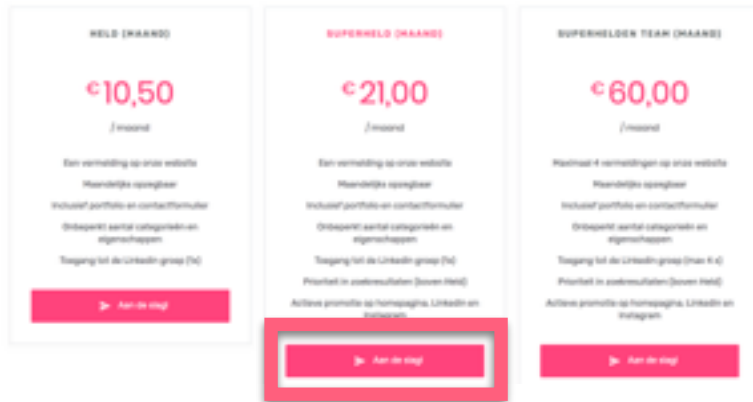 HELD (MAAND)
€10,50
/ maand
Een vermelding op onze website
Maandelijks opzegbaar
Inclusief portfolio en contactformulier
Onbeperkt aantal categorieën en
eigenschappen
Toegang tot de LinkedIn groep (1x)
Aan de slag!
SUPERHELD (MAAND)
€21,00
/ maand
Een vermelding op onze website
Maandelijks opzegbaar
Inclusief portfolio en contactformulier
Onbeperkt aantal categorieën en
eigenschappen
Toegang tot de LinkedIn groep (1x)
Prioriteit in zoekresultaten (boven Held)
Actieve promotie op homepagina, LinkedIn en
Instagram
Aan de slag!
SUPERHELDEN TEAM (MAAND)
€60,00
/ maand
Maximaal 4 vermeldingen op onze website
Maandelijks opzegbaar
Inclusief portfolio en contactformulier
Onbeperkt aantal categorieën en
eigenschappen
Toegang tot de LinkedIn groep (max 4 x)
Prioriteit in zoekresultaten (boven Held)
Actieve promotie op homepagina, LinkedIn en
Instagram
Aan de slag!